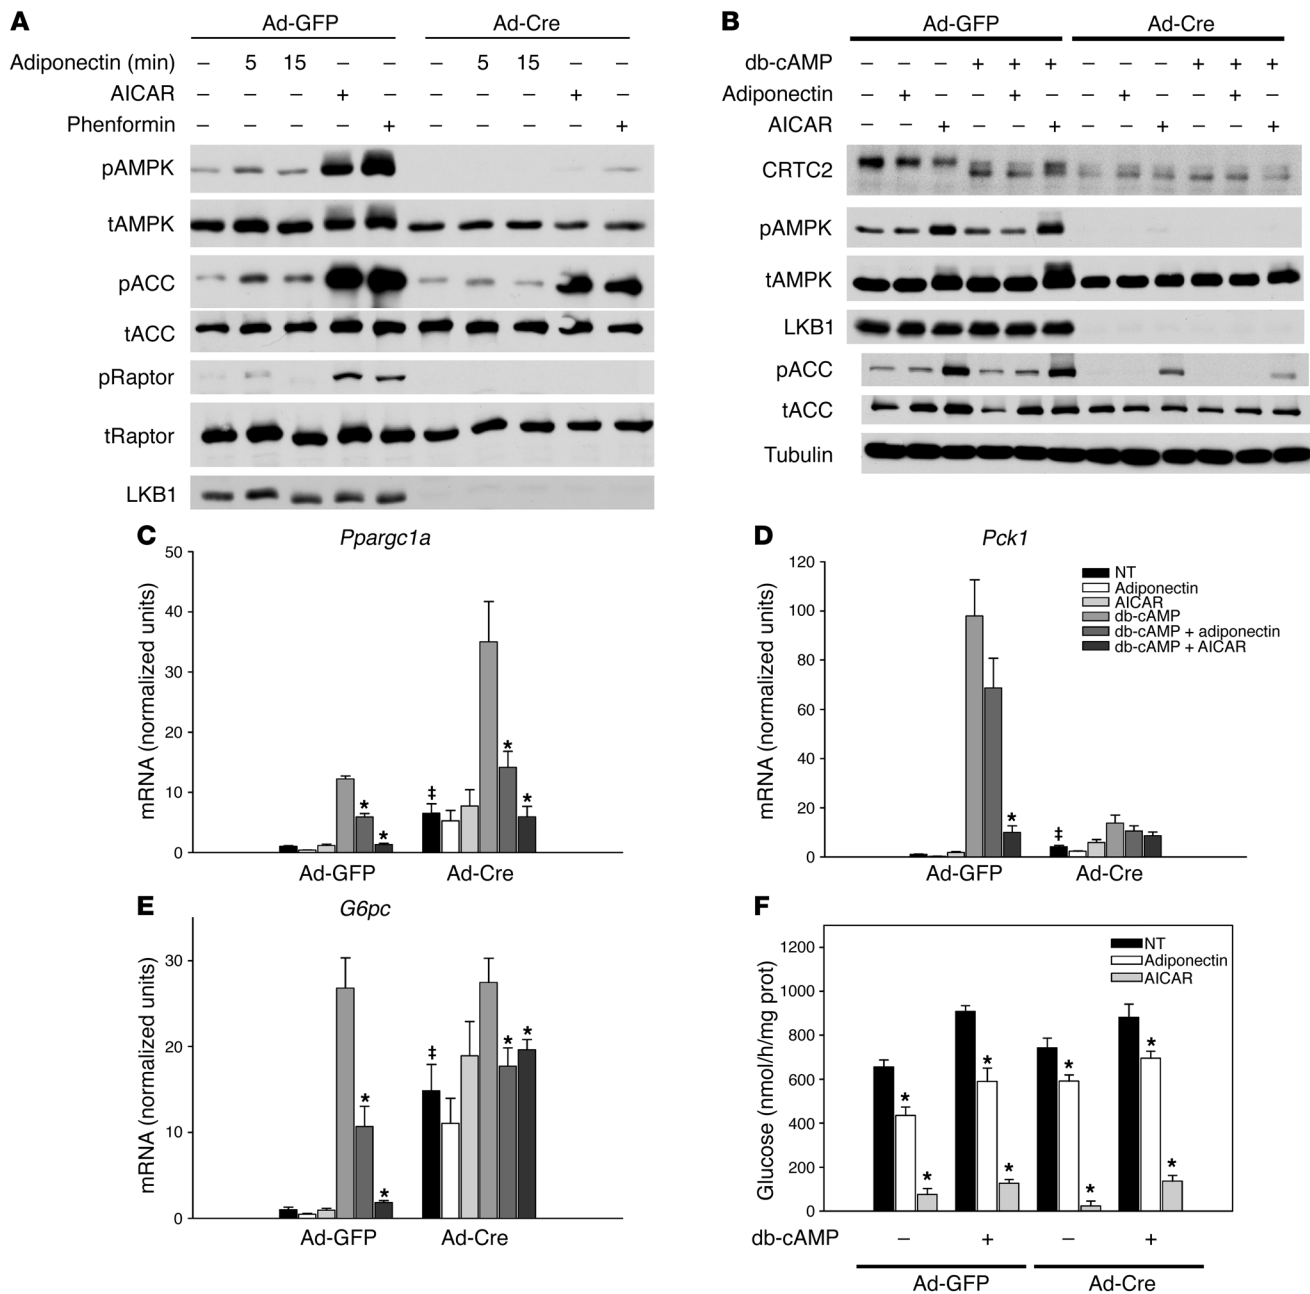 A
Ad-GFP Ad-Cre
Adiponectin (min) – 5 15 – – – 5 15 – –
AICAR – – – + – – – – + –
Phenformin – – – – + – – – – +
pAMPK
tAMPK
pACC
tACC
pRaptor
tRaptor
LKB1
B
Ad-GFP Ad-Cre
db-cAMP – – – + + + – – – + + +
Adiponectin – + – – + – – + – – + –
AICAR – – + – – + – – + – – +
CRTC2
pAMPK
tAMPK
LKB1
pACC
tACC
Tubulin
C
Ppargc1a
mRNA (normalized units)
50
40
30
20
10
0
* * ‡ * *
Ad-GFP Ad-Cre
D
Pck1
mRNA (normalized units)
120
100
80
60
40
20
0
NT
Adiponectin
AICAR
db-cAMP
db-cAMP + adiponectin
db-cAMP + AICAR
* ‡
Ad-GFP Ad-Cre
E
G6pc
mRNA (normalized units)
30
20
10
0
* * ‡ * *
Ad-GFP Ad-Cre
F
Glucose (nmol/h/mg prot)
1200
1000
800
600
400
200
0
NT
Adiponectin
AICAR
* * * * * * * *
db-cAMP – + – +
Ad-GFP Ad-Cre